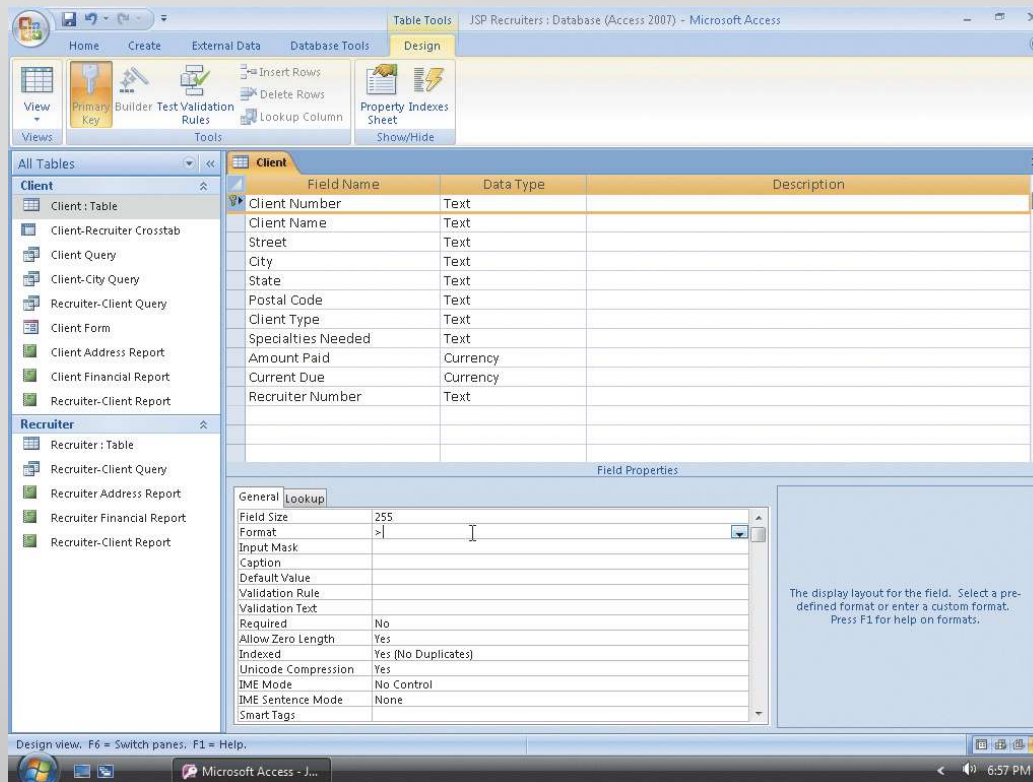 Table Tools JSP Recruiters : Database (Access 2007) - Microsoft Access
Home Create External Data Database Tools Design
View
Views
Primary Key
Builder
Test Validation Rules
Insert Rows
Delete Rows
Lookup Column
Tools
Property Sheet
Indexes
Show/Hide
All Tables
Client
Client : Table
Client-Recruiter Crosstab
Client Query
Client-City Query
Recruiter-Client Query
Client Form
Client Address Report
Client Financial Report
Recruiter-Client Report
Recruiter
Recruiter : Table
Recruiter-Client Query
Recruiter Address Report
Recruiter Financial Report
Recruiter-Client Report
Client
Field Name Data Type Description
Client Number Text
Client Name Text
Street Text
City Text
State Text
Postal Code Text
Client Type Text
Specialties Needed Text
Amount Paid Currency
Current Due Currency
Recruiter Number Text
Field Properties
General Lookup
Field Size 255
Format >
Input Mask
Caption
Default Value
Validation Rule
Validation Text
Required No
Allow Zero Length Yes
Indexed Yes (No Duplicates)
Unicode Compression Yes
IME Mode No Control
IME Sentence Mode None
Smart Tags
The display layout for the field. Select a pre-
defined format or enter a custom format.
Press F1 for help on formats.
Design view. F6 = Switch panes. F1 = Help.
Microsoft Access - J...
6:57 PM